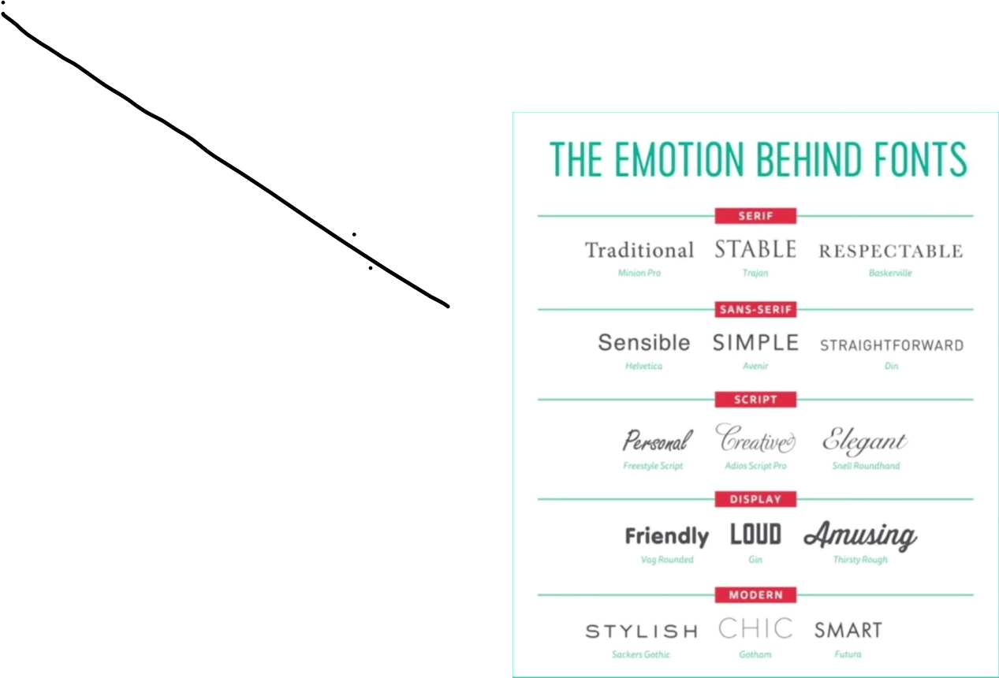 THE EMOTION BEHIND FONTS
SERIF
Traditional STABLE RESPECTABLE
Minion Pro Trajan Baskerville
SANS-SERIF
Sensible SIMPLE STRAIGHTFORWARD
Helvetica Avenir Din
SCRIPT
Personal Creative Elegant
Freestyle Script Adios Script Pro Snell Roundhand
DISPLAY
Friendly LOUD Amusing
Vag Rounded Gin Thirsty Rough
MODERN
STYLISH CHIC SMART
Sackers Gothic Gotham Futura